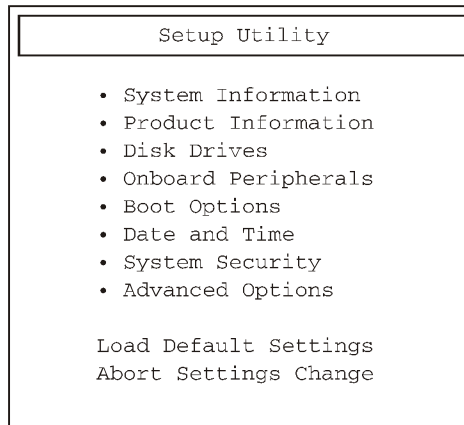 Setup Utility
• System Information
• Product Information
• Disk Drives
• Onboard Peripherals
• Boot Options
• Date and Time
• System Security
• Advanced Options
Load Default Settings
Abort Settings Change